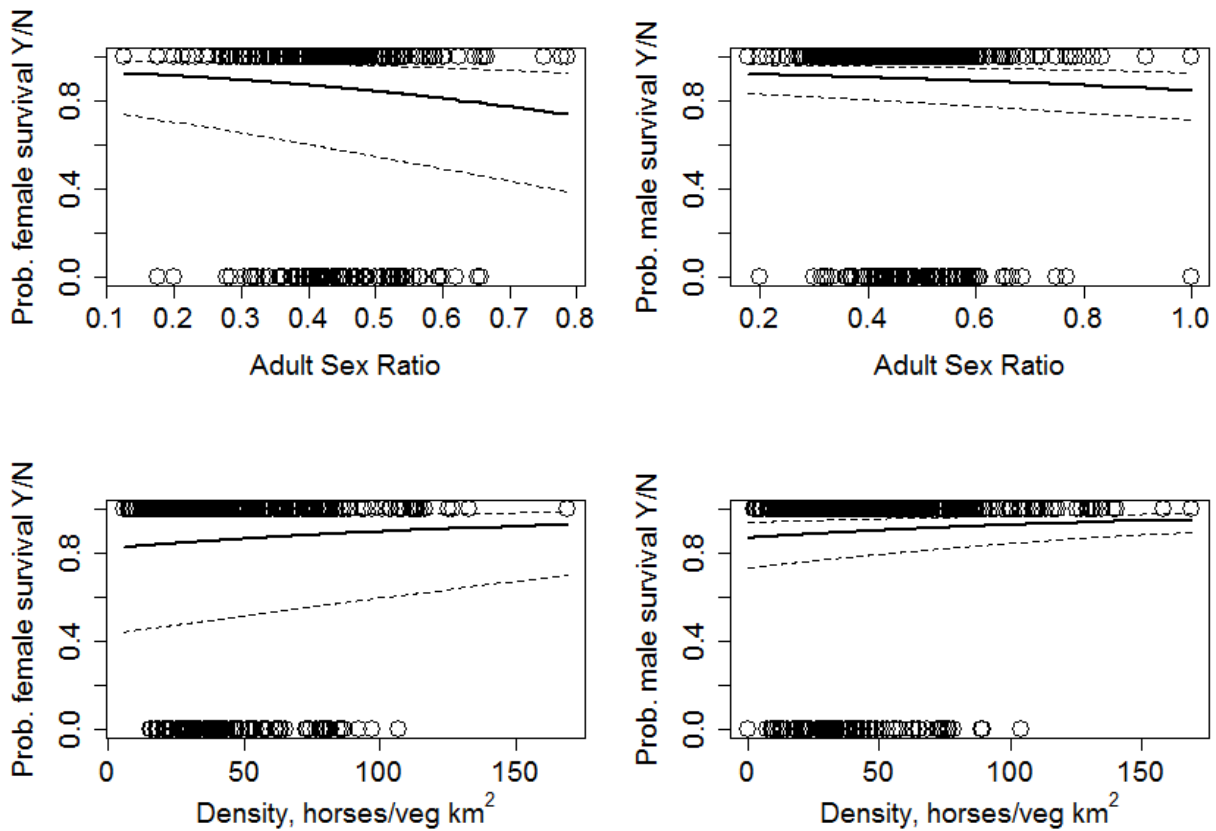 Prob. female survival Y/N
0.0 0.4 0.8
0.1 0.2 0.3 0.4 0.5 0.6 0.7 0.8
Adult Sex Ratio
Prob. male survival Y/N
0.0 0.4 0.8
0.2 0.4 0.6 0.8 1.0
Adult Sex Ratio
Prob. female survival Y/N
0.0 0.4 0.8
0 50 100 150
Density, horses/veg km²
Prob. male survival Y/N
0.0 0.4 0.8
0 50 100 150
Density, horses/veg km²